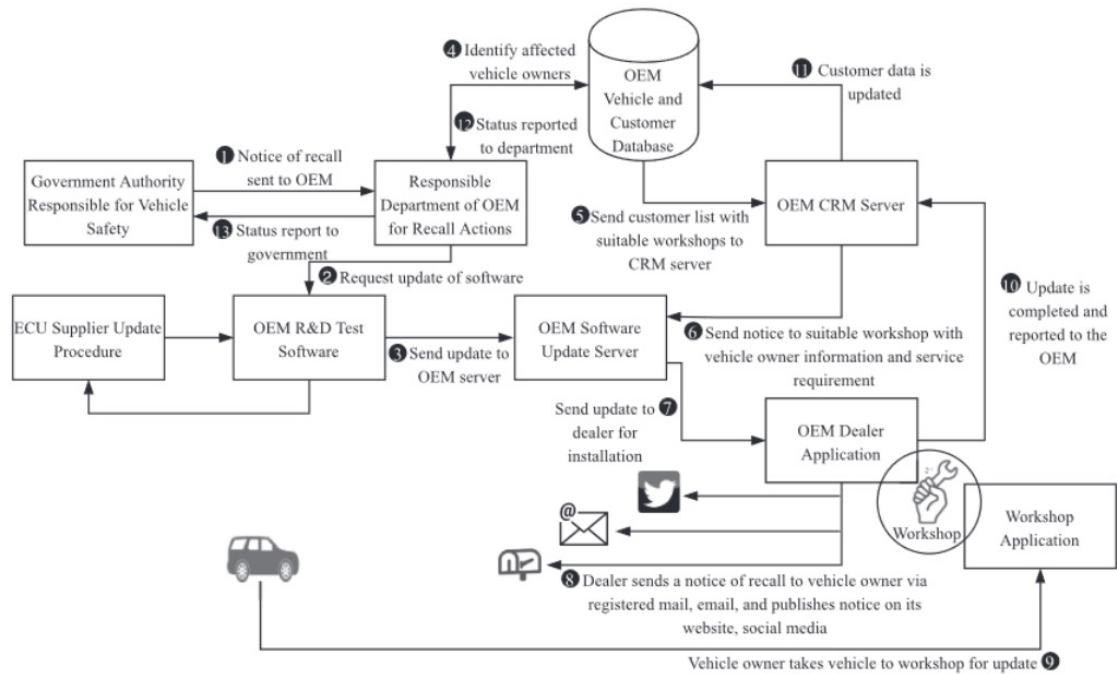 4 Identify affected
vehicle owners
OEM
Vehicle and
Customer
Database
11 Customer data is
updated
12 Status reported
to department
1 Notice of recall
sent to OEM
Government Authority
Responsible for Vehicle
Safety
Responsible
Department of OEM
for Recall Actions
OEM CRM Server
13 Status report to
government
5 Send customer list with
suitable workshops to
CRM server
2 Request update of software
10 Update is
completed and
reported to the
OEM
ECU Supplier Update
Procedure
OEM R&D Test
Software
OEM Software
Update Server
3 Send update to
OEM server
6 Send notice to suitable workshop with
vehicle owner information and service
requirement
Send update to 7
dealer for
installation
OEM Dealer
Application
@
Workshop
Workshop
Application
8 Dealer sends a notice of recall to vehicle owner via
registered mail, email, and publishes notice on its
website, social media
Vehicle owner takes vehicle to workshop for update 9